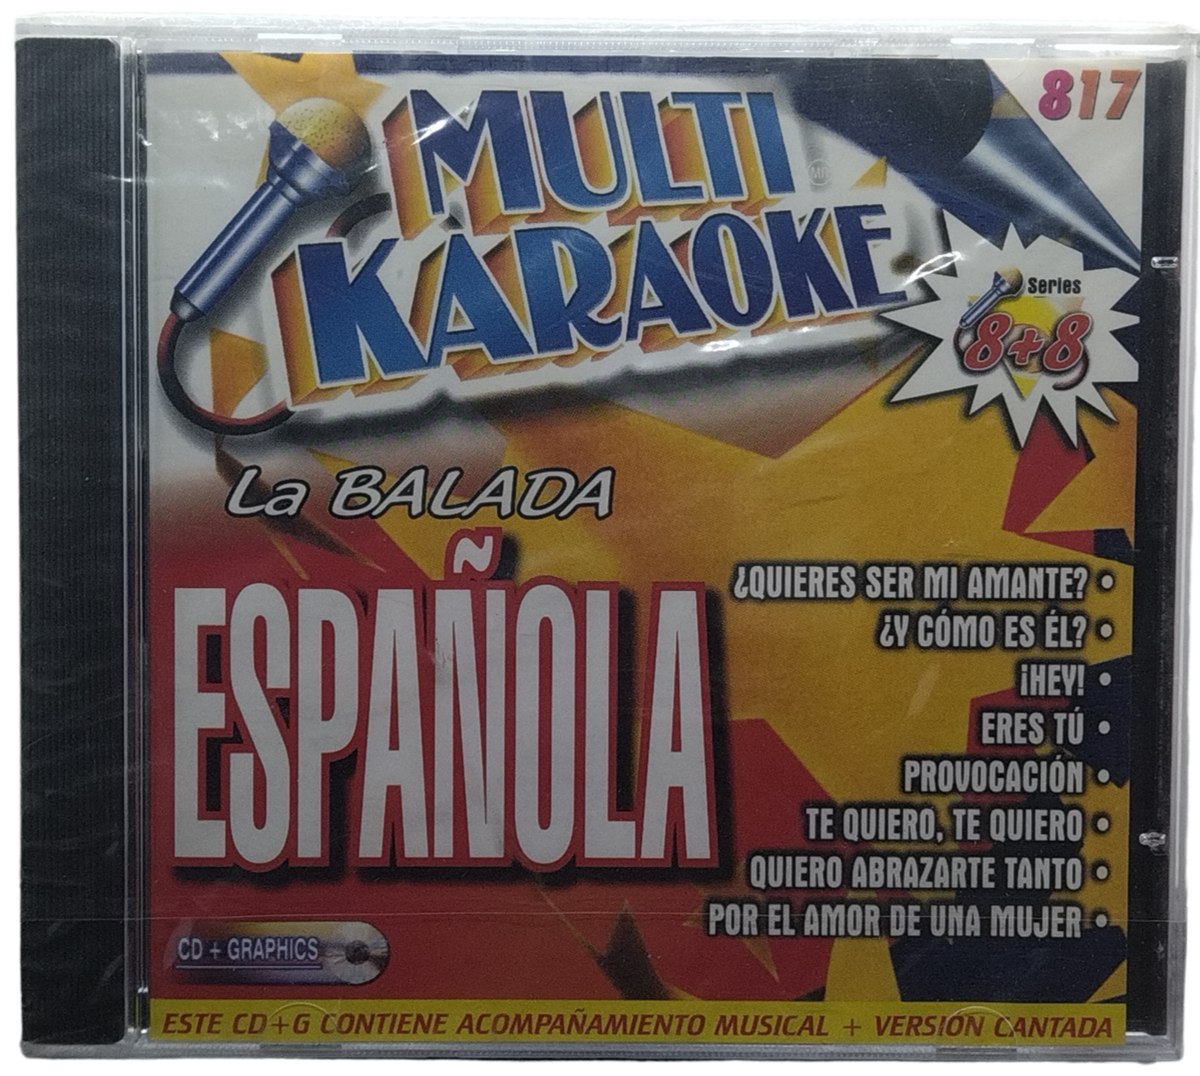 817
MULTI
MR
KARAOKE
Series
8+8
La BALADA
ESPAÑOLA
¿QUIERES SER MI AMANTE? •
¿Y CÓMO ES ÉL? •
¡HEY! •
ERES TÚ •
PROVOCACIÓN •
TE QUIERO, TE QUIERO •
QUIERO ABRAZARTE TANTO •
POR EL AMOR DE UNA MUJER •
CD + GRAPHICS
ESTE CD+G CONTIENE ACOMPAÑAMIENTO MUSICAL + VERSION CANTADA